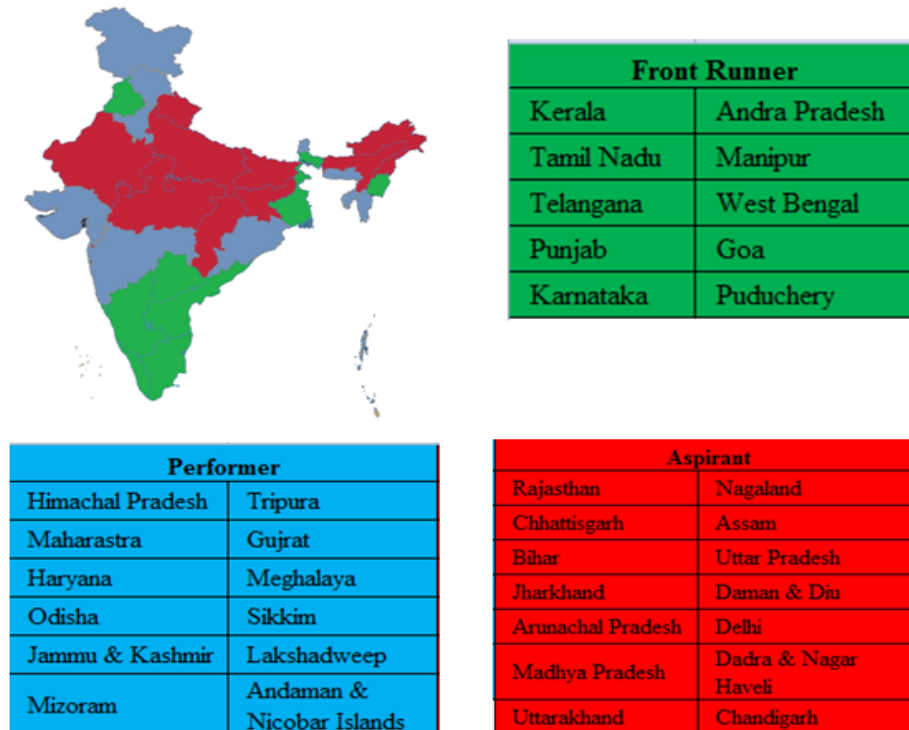 Front Runner
Kerala Andra Pradesh
Tamil Nadu Manipur
Telangana West Bengal
Punjab Goa
Karnataka Puduchery
Performer
Himachal Pradesh Tripura
Maharastra Gujrat
Haryana Meghalaya
Odisha Sikkim
Jammu & Kashmir Lakshadweep
Mizoram Andaman &
Nicobar Islands
Aspirant
Rajasthan Nagaland
Chhattisgarh Assam
Bihar Uttar Pradesh
Jharkhand Daman & Diu
Arunachal Pradesh Delhi
Madhya Pradesh Dadra & Nagar
Haveli
Uttarakhand Chandigarh